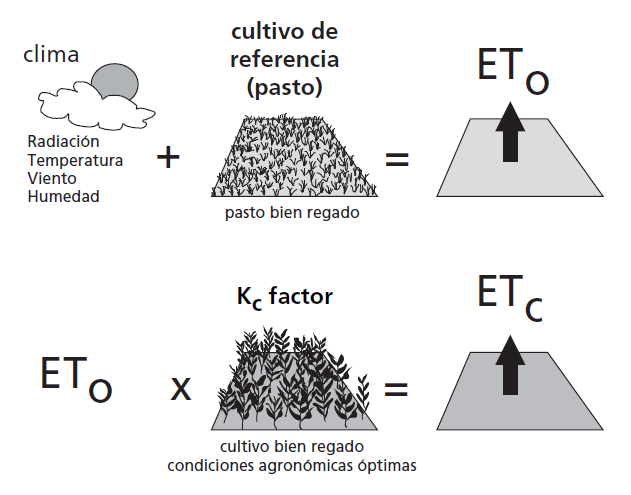 clima
Radiación
Temperatura
Viento
Humedad
+
cultivo de
referencia
(pasto)
pasto bien regado
=
ETo
ETo
x
Kc factor
cultivo bien regado
condiciones agronómicas óptimas
=
ETc